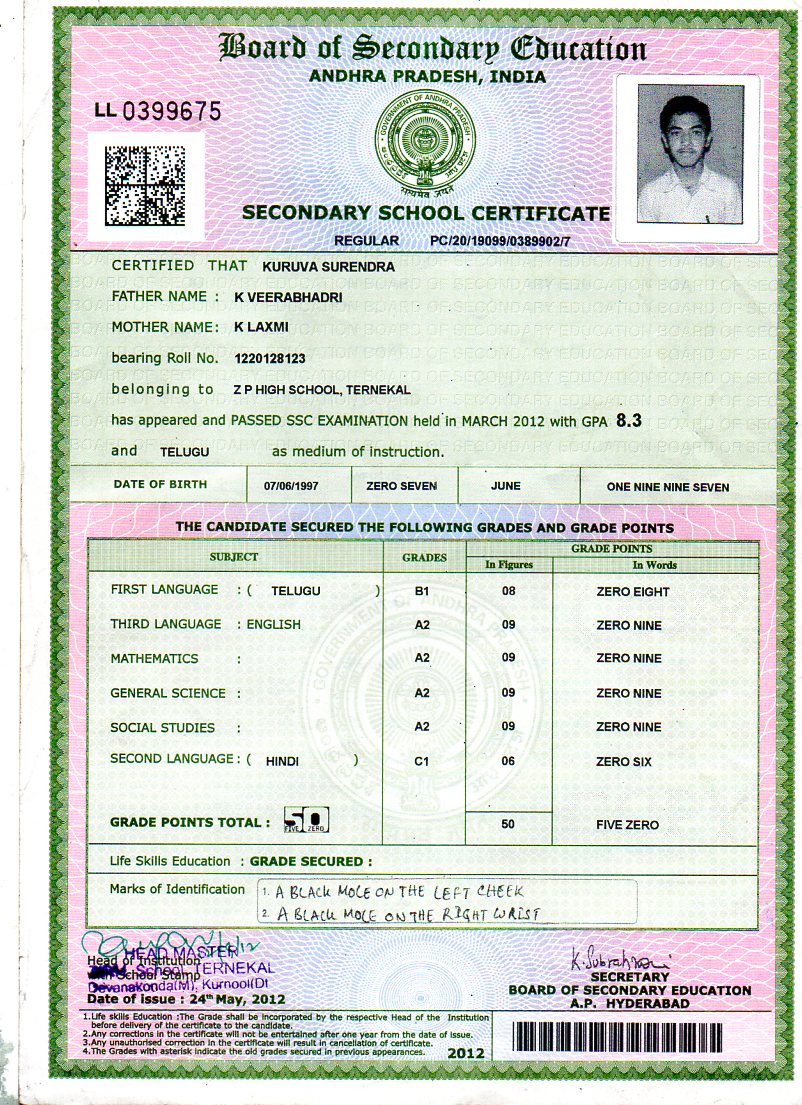 Board of Secondary Education
ANDHRA PRADESH, INDIA
LL 0399675
GOVERNMENT OF ANDHRA PRADESH
सत्यमेव जयते
SECONDARY SCHOOL CERTIFICATE
REGULAR PC/20/19099/0389902/7
CERTIFIED THAT KURUVA SURENDRA
FATHER NAME : K VEERABHADRI
MOTHER NAME: K LAXMI
bearing Roll No. 1220128123
belonging to Z P HIGH SCHOOL, TERNEKAL
has appeared and PASSED SSC EXAMINATION held in MARCH 2012 with GPA 8.3
and TELUGU as medium of instruction.
DATE OF BIRTH 07/06/1997 ZERO SEVEN JUNE ONE NINE NINE SEVEN
THE CANDIDATE SECURED THE FOLLOWING GRADES AND GRADE POINTS
SUBJECT GRADES GRADE POINTS
In Figures In Words
FIRST LANGUAGE : ( TELUGU ) B1 08 ZERO EIGHT
THIRD LANGUAGE : ENGLISH A2 09 ZERO NINE
MATHEMATICS : A2 09 ZERO NINE
GENERAL SCIENCE : A2 09 ZERO NINE
SOCIAL STUDIES : A2 09 ZERO NINE
SECOND LANGUAGE : ( HINDI ) C1 06 ZERO SIX
GRADE POINTS TOTAL : 50 50 FIVE ZERO
FIVE ZERO
Life Skills Education : GRADE SECURED :
Marks of Identification 1. A BLACK MOLE ON THE LEFT CHEEK
2. A BLACK MOLE ON THE RIGHT WRIST
HEAD MASTER
Head of Institution
with School Stamp
School TERNEKAL
Devanakonda(M), Kurnool(Dt
Date of issue : 24th May, 2012
K. Subrahmani
SECRETARY
BOARD OF SECONDARY EDUCATION
A.P. HYDERABAD
1.Life skills Education :The Grade shall be incorporated by the respective Head of the Institution
before delivery of the certificate to the candidate.
2.Any corrections in the certificate will not be entertained after one year from the date of issue.
3.Any unauthorised correction in the certificate will result in cancellation of certificate.
4.The Grades with asterisk indicate the old grades secured in previous appearances. 2012